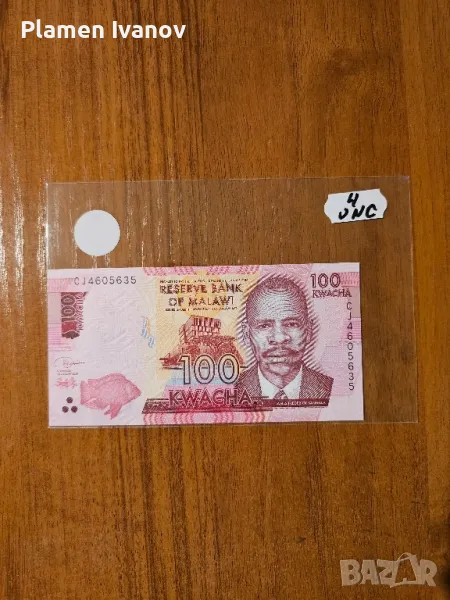 Plamen Ivanov
4
UNC
CJ4605635
RESERVE BANK
OF MALAWI
100
KWACHA
100
CJ4605635
100
KWACHA
BAZAR